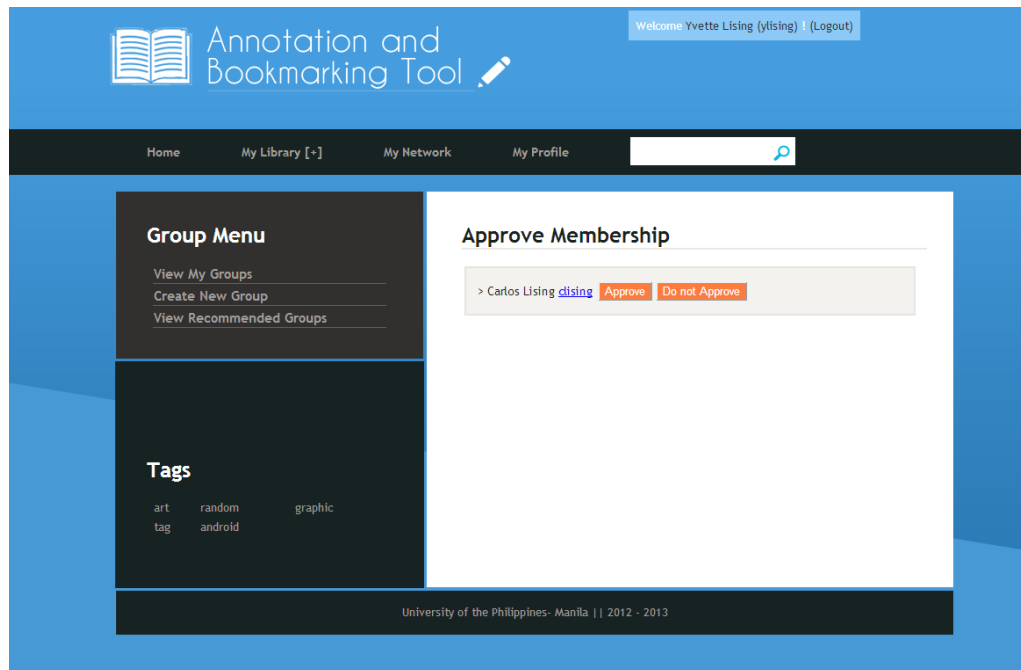 Welcome Yvette Lising (ylising) ! (Logout)
Annotation and
Bookmarking Tool
Home My Library [+] My Network My Profile
Group Menu
View My Groups
Create New Group
View Recommended Groups
Approve Membership
> Carlos Lising clising Approve Do not Approve
Tags
art random graphic
tag android
University of the Philippines- Manila || 2012 - 2013